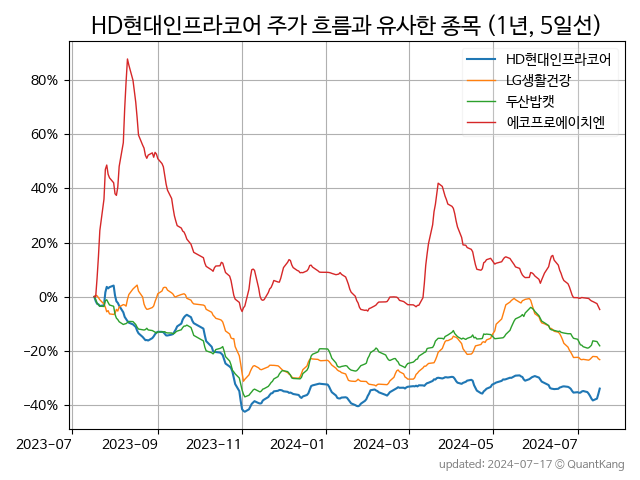 HD현대인프라코어 주가 흐름과 유사한 종목 (1년, 5일선)
HD현대인프라코어
LG생활건강
두산밥캣
에코프로에이치엔
80%
60%
40%
20%
0%
−20%
−40%
2023-07 2023-09 2023-11 2024-01 2024-03 2024-05 2024-07
updated: 2024-07-17 © QuantKang